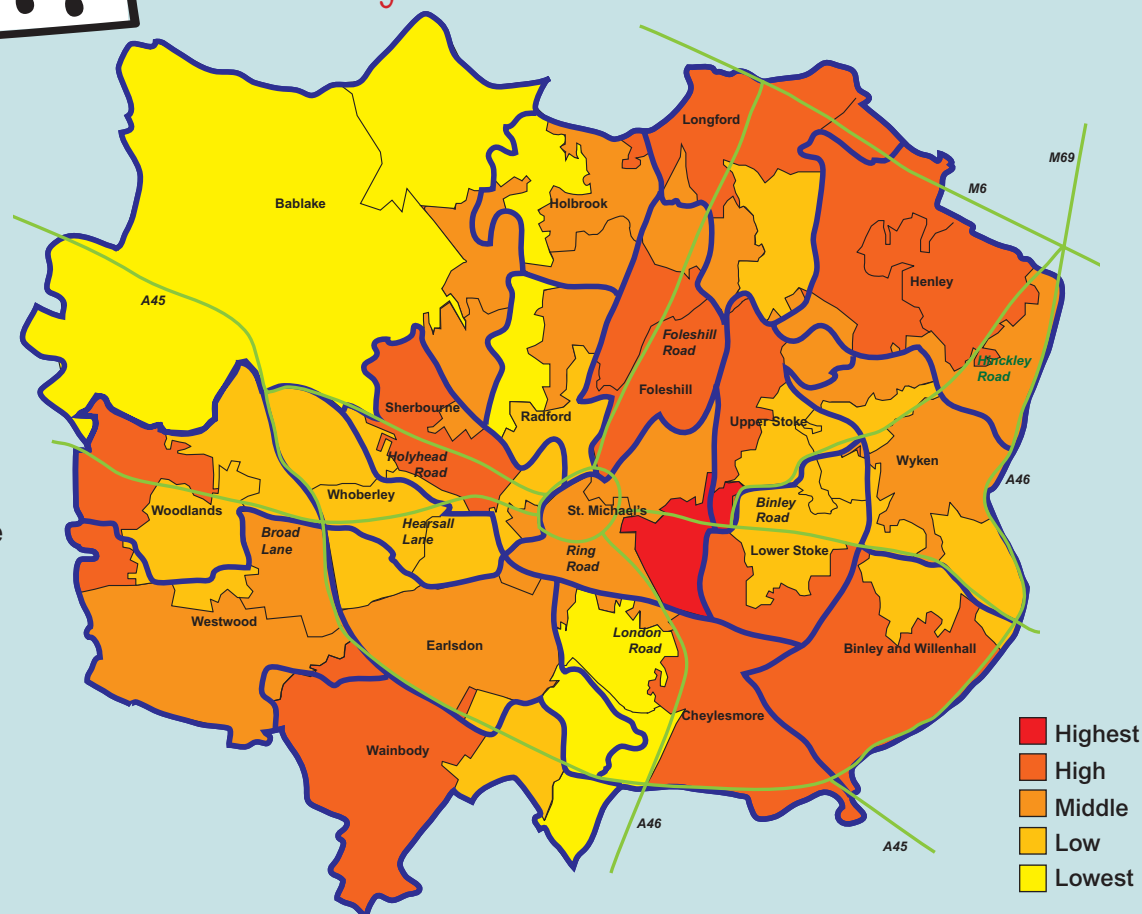 Longford
M69
M6
Bablake
Holbrook
Henley
A45
Foleshill
Road
Hinckley
Road
Foleshill
Sherbourne
Radford
Upper Stoke
Holyhead
Road
Wyken
A46
Whoberley
Woodlands
St. Michael's
Binley
Road
Broad
Lane
Hearsall
Lane
Ring
Road
Lower Stoke
Westwood
London
Road
Earlsdon
Binley and Willenhall
Cheylesmore
Wainbody
Highest
High
Middle
Low
Lowest
A46
A45